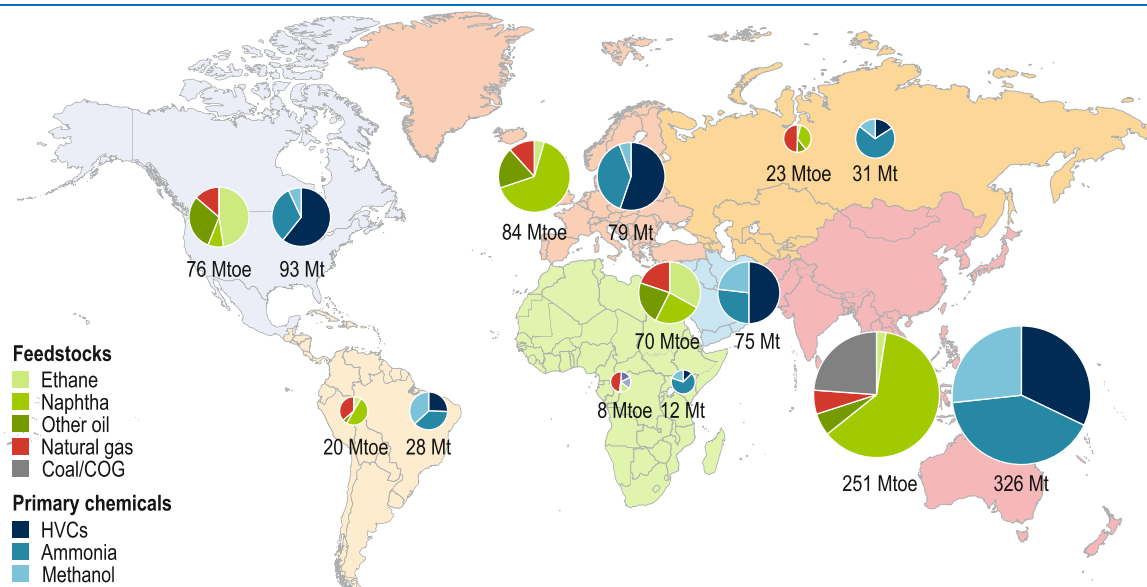 23 Mtoe
31 Mt
84 Mtoe
79 Mt
76 Mtoe
93 Mt
70 Mtoe
75 Mt
8 Mtoe
12 Mt
20 Mtoe
28 Mt
251 Mtoe
326 Mt
Feedstocks
Ethane
Naphtha
Other oil
Natural gas
Coal/COG
Primary chemicals
HVCs
Ammonia
Methanol